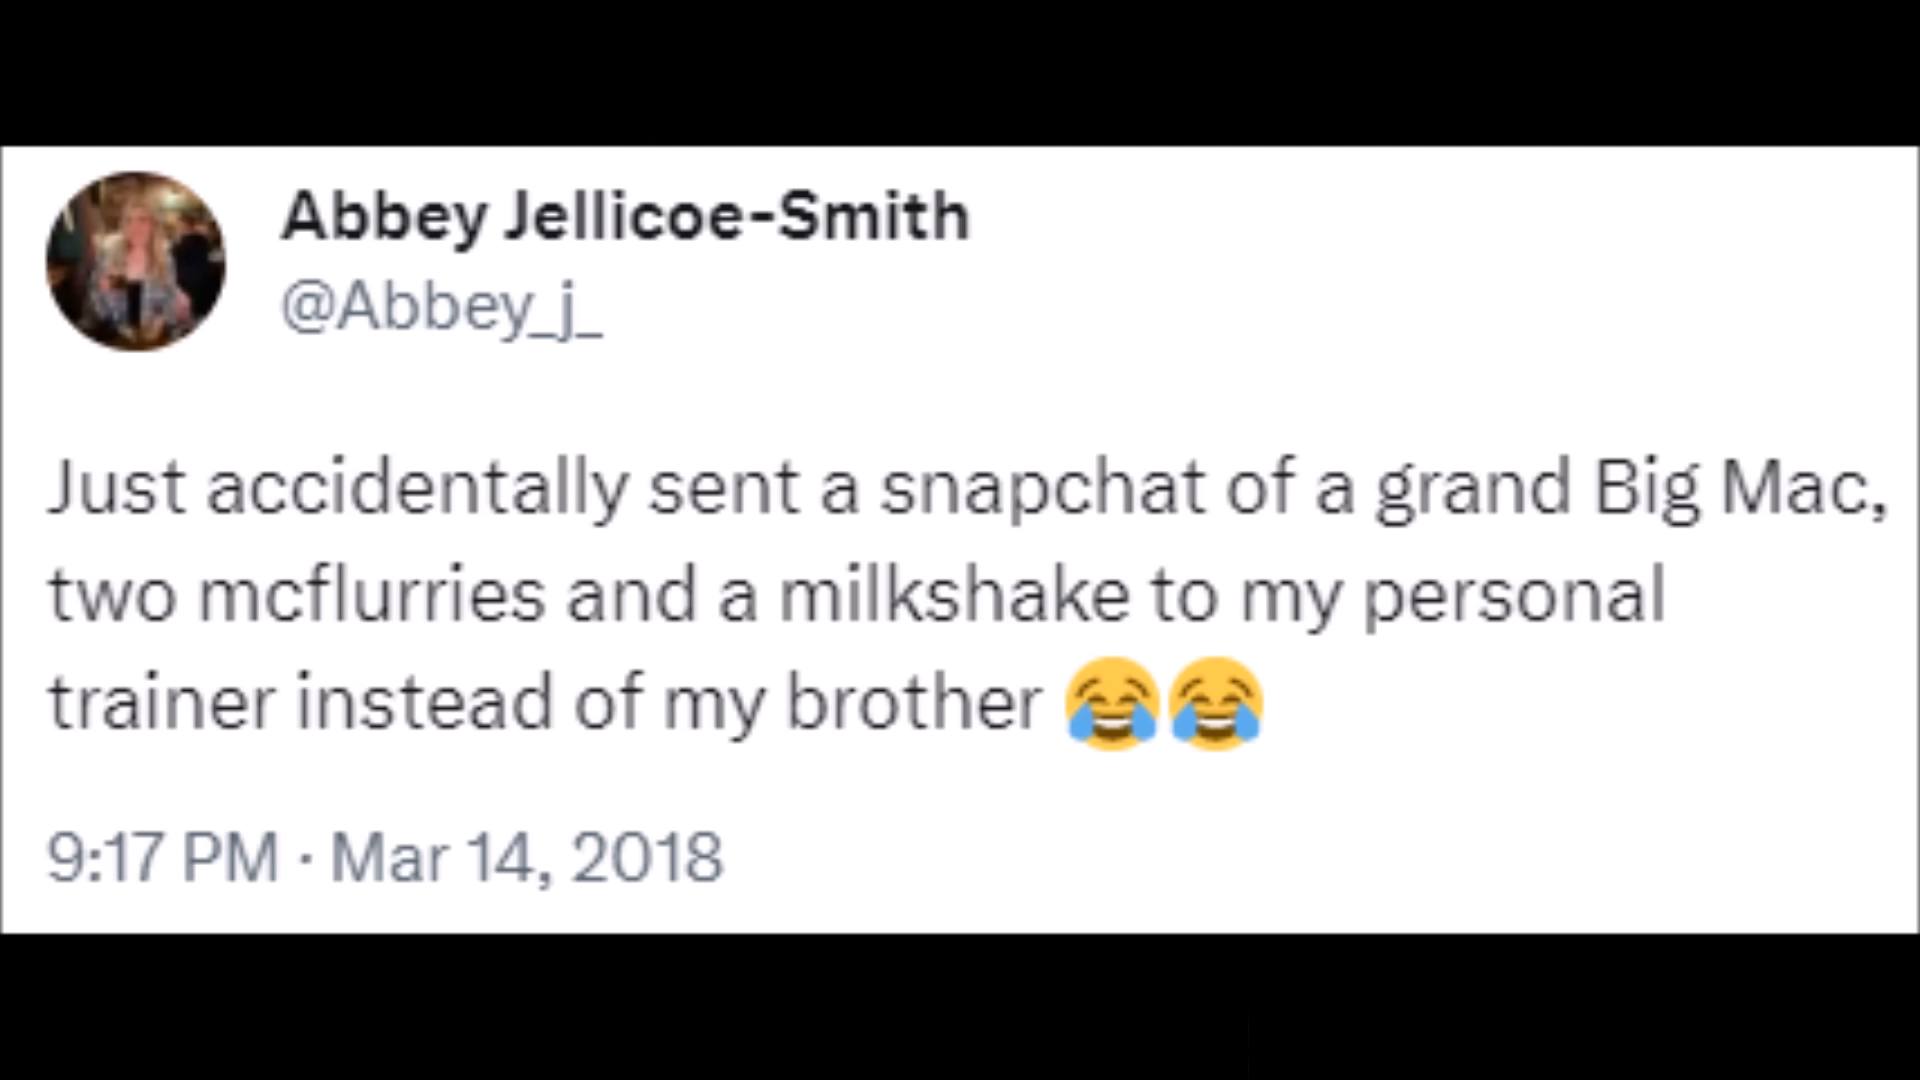 Abbey Jellicoe-Smith
@Abbey_j_
Just accidentally sent a snapchat of a grand Big Mac,
two mcflurries and a milkshake to my personal
trainer instead of my brother 😂😂
9:17 PM · Mar 14, 2018